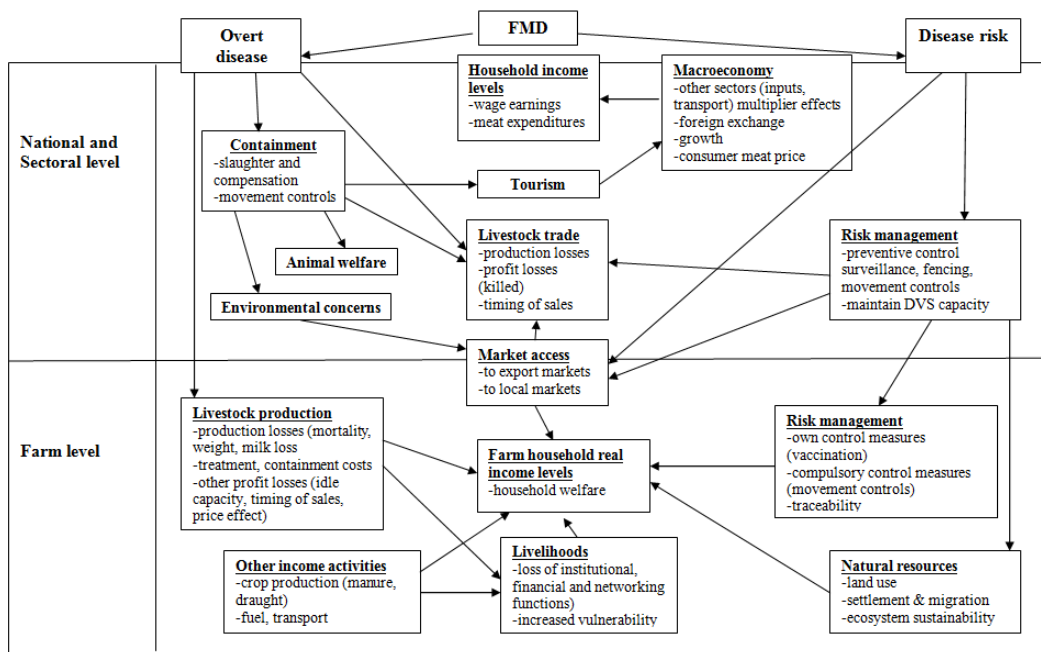 Overt
disease
FMD
Disease risk
National and
Sectoral level
Household income
levels
-wage earnings
-meat expenditures
Macroeconomy
-other sectors (inputs,
transport) multiplier effects
-foreign exchange
-growth
-consumer meat price
Containment
-slaughter and
compensation
-movement controls
Tourism
Animal welfare
Environmental concerns
Livestock trade
-production losses
-profit losses
(killed)
-timing of sales
Risk management
-preventive control
surveillance, fencing,
movement controls
-maintain DVS capacity
Market access
-to export markets
-to local markets
Farm level
Livestock production
-production losses (mortality,
weight, milk loss
-treatment, containment costs
-other profit losses (idle
capacity, timing of sales,
price effect)
Farm household real
income levels
-household welfare
Risk management
-own control measures
(vaccination)
-compulsory control measures
(movement controls)
-traceability
Other income activities
-crop production (manure,
draught)
-fuel, transport
Livelihoods
-loss of institutional,
financial and networking
functions)
-increased vulnerability
Natural resources
-land use
-settlement & migration
-ecosystem sustainability